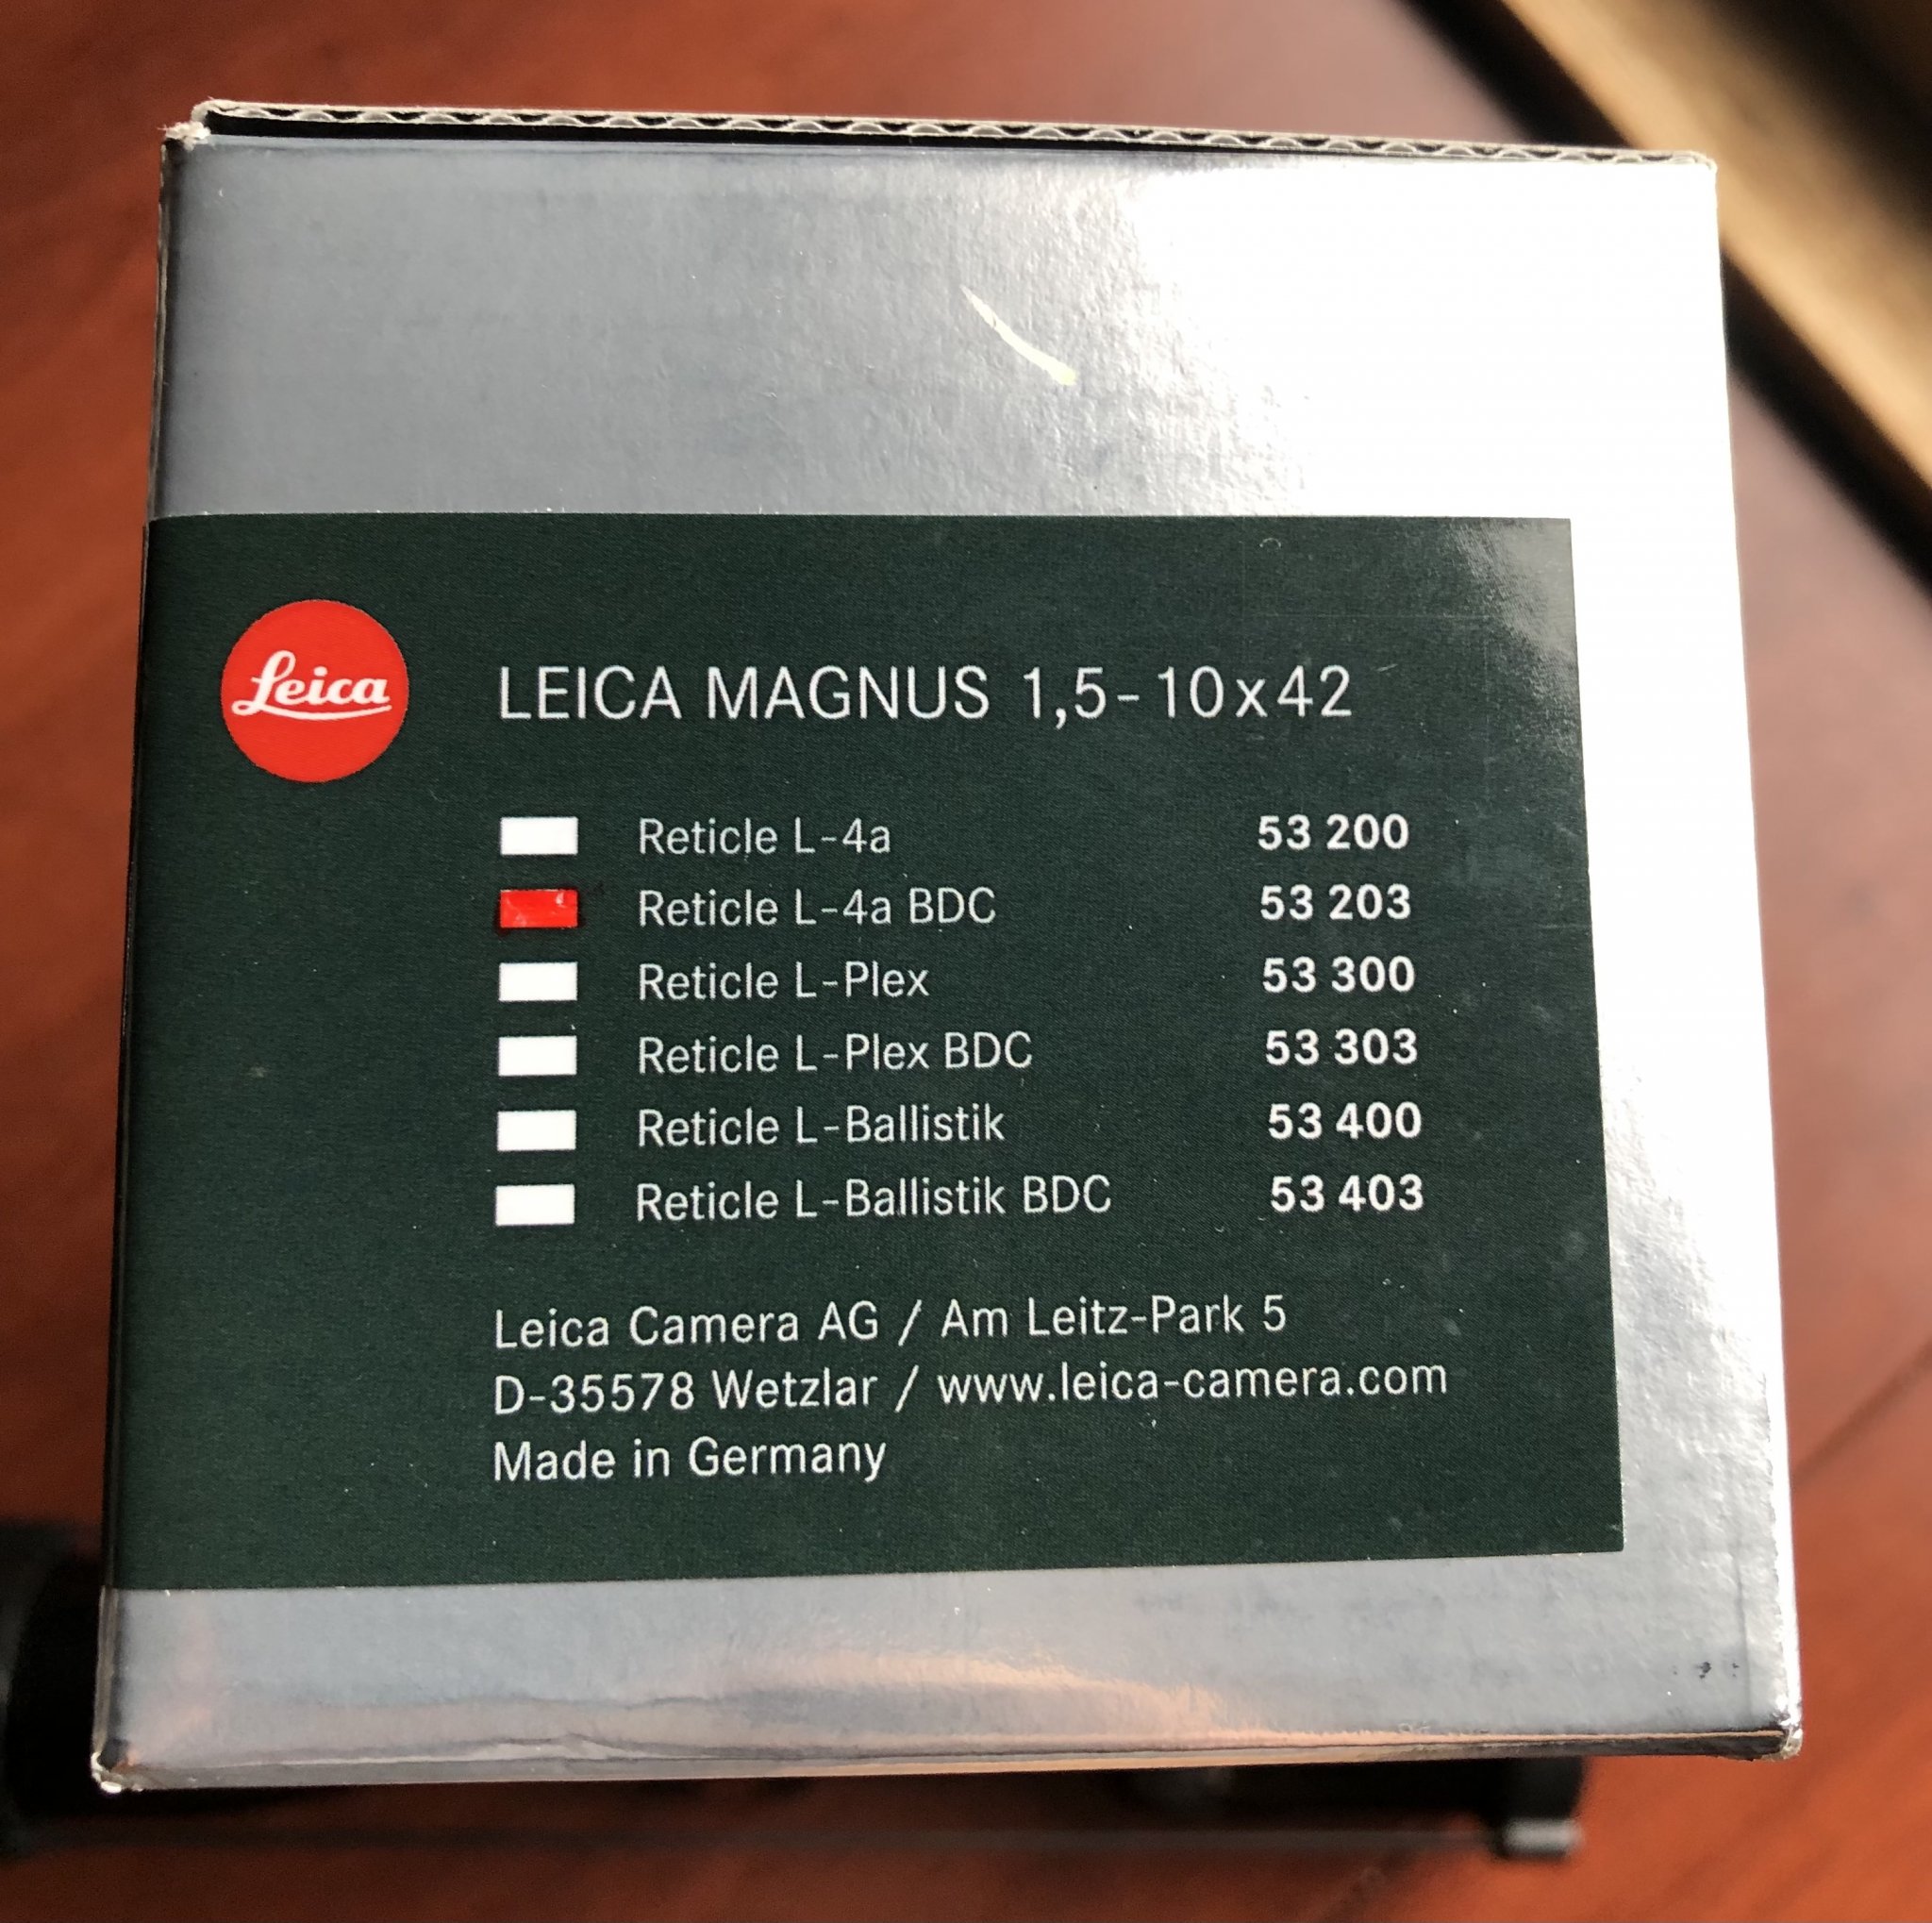 Leica
LEICA MAGNUS 1,5-10x42
Reticle L-4a 53 200
Reticle L-4a BDC 53 203
Reticle L-Plex 53 300
Reticle L-Plex BDC 53 303
Reticle L-Ballistik 53 400
Reticle L-Ballistik BDC 53 403
Leica Camera AG / Am Leitz-Park 5
D-35578 Wetzlar / www.leica-camera.com
Made in Germany